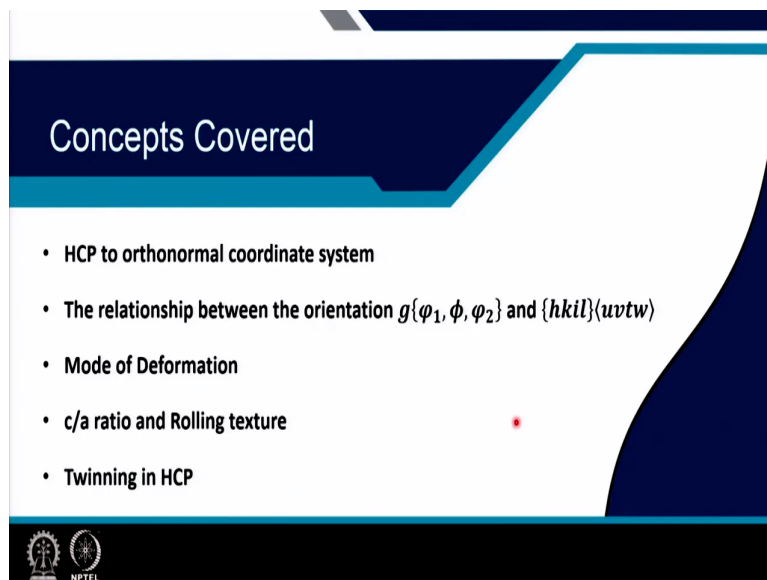 Concepts Covered
• HCP to orthonormal coordinate system
• The relationship between the orientation g{φ₁, ϕ, φ₂} and {hkil}⟨uvtw⟩
• Mode of Deformation
• c/a ratio and Rolling texture
• Twinning in HCP
NPTEL